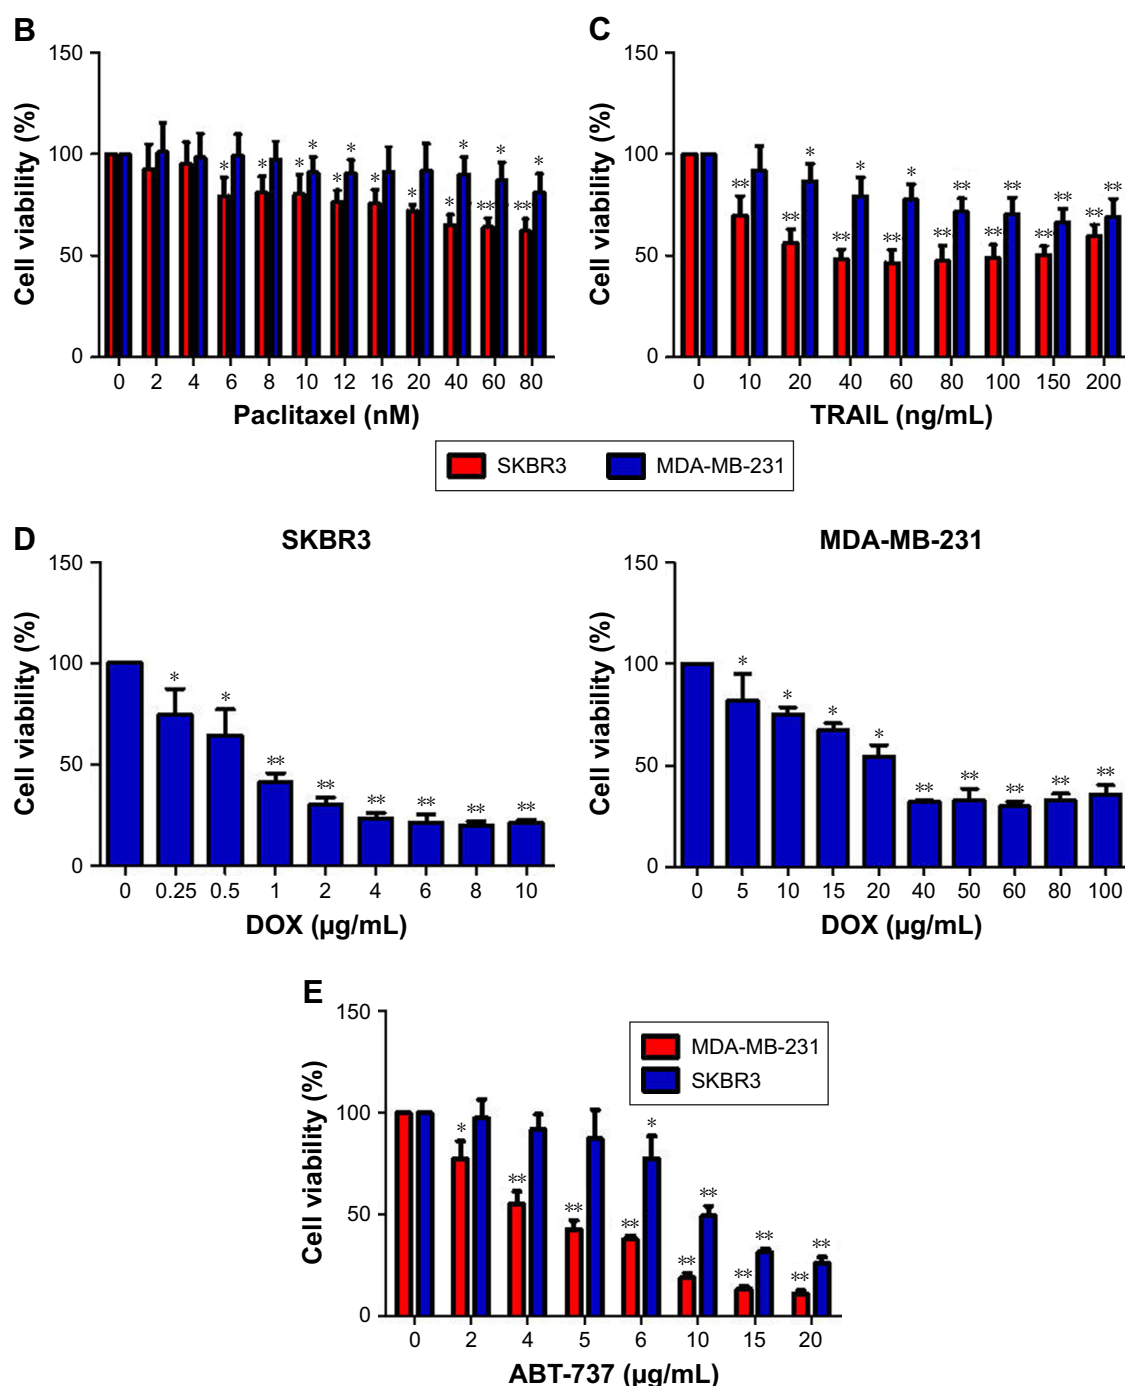 B
150
100
50
0
Cell viability (%)
* * * * * * * * * * * ** * ** *
0 2 4 6 8 10 12 16 20 40 60 80
Paclitaxel (nM)
C
150
100
50
0
Cell viability (%)
** ** * ** * ** * ** ** ** ** ** ** ** **
0 10 20 40 60 80 100 150 200
TRAIL (ng/mL)
SKBR3 MDA-MB-231
D
SKBR3
150
100
50
0
Cell viability (%)
* * ** ** ** ** ** **
0 0.25 0.5 1 2 4 6 8 10
DOX (µg/mL)
MDA-MB-231
150
100
50
0
Cell viability (%)
* * * * ** ** ** ** **
0 5 10 15 20 40 50 60 80 100
DOX (µg/mL)
E
150
100
50
0
Cell viability (%)
MDA-MB-231
SKBR3
* ** ** ** * ** ** ** ** ** **
0 2 4 5 6 10 15 20
ABT-737 (µg/mL)